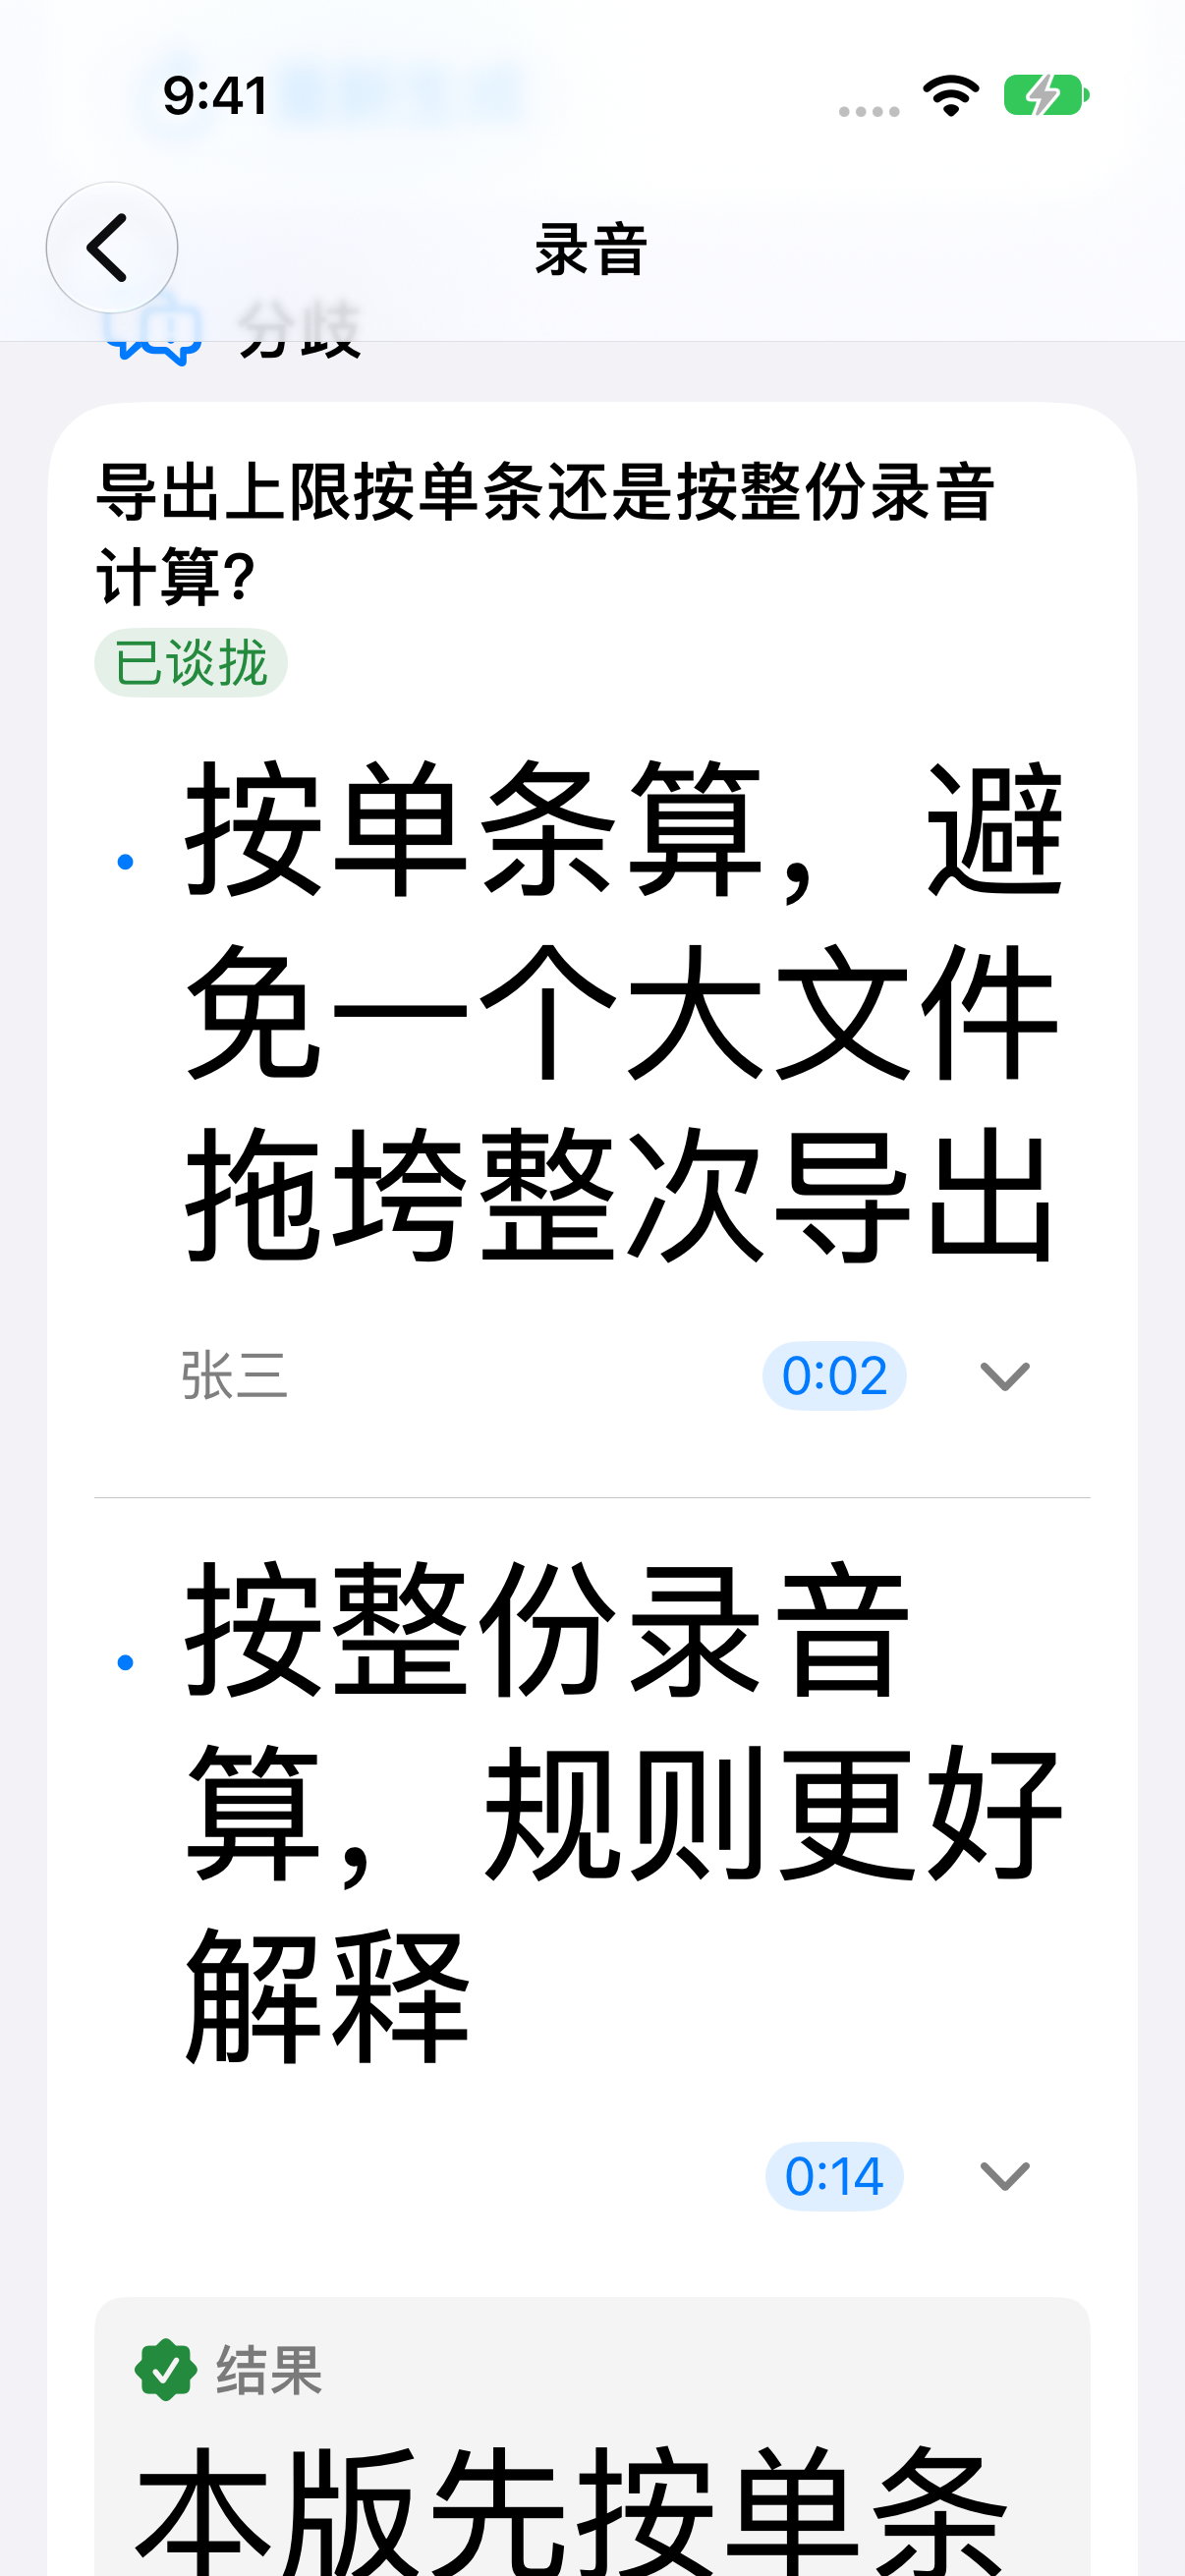 9:41
录音
分歧
导出上限按单条还是按整份录音
计算?
已谈拢
按单条算，避
免一个大文件
拖垮整次导出
张三
0:02
按整份录音
算，规则更好
解释
0:14
结果
本版先按单条